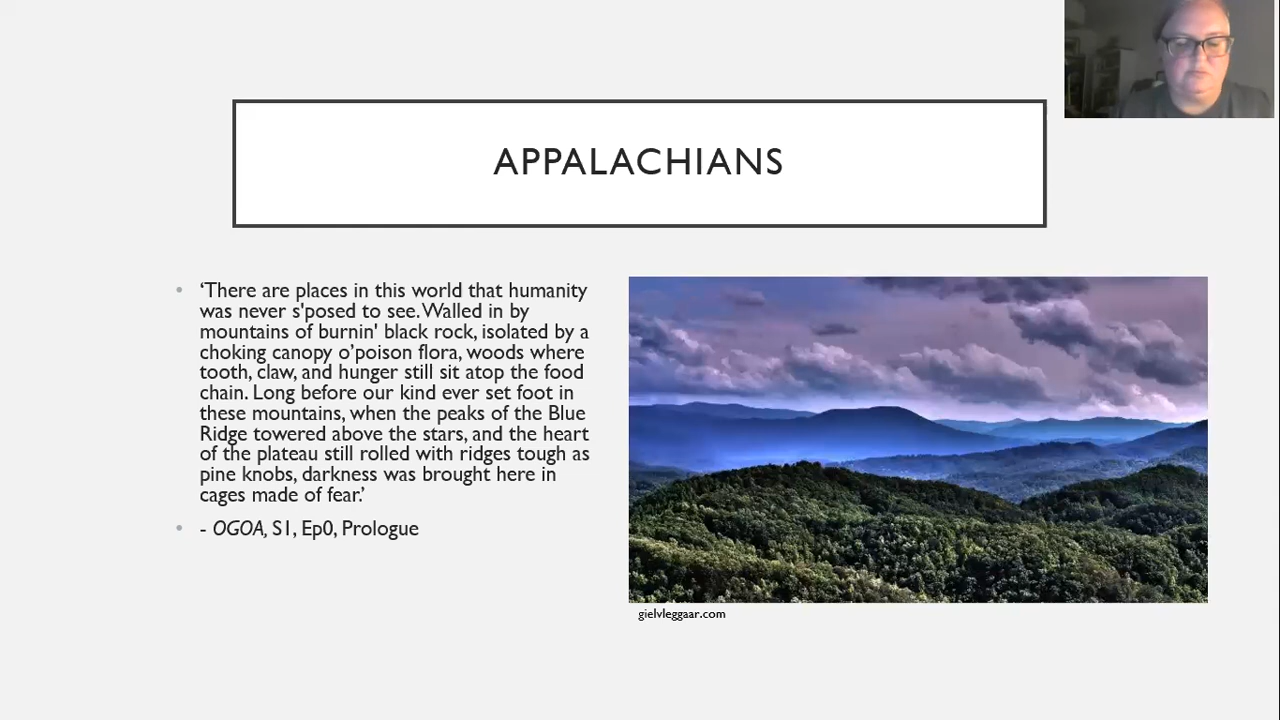 APPALACHIANS
‘There are places in this world that humanity
was never s'posed to see. Walled in by
mountains of burnin' black rock, isolated by a
choking canopy o’poison flora, woods where
tooth, claw, and hunger still sit atop the food
chain. Long before our kind ever set foot in
these mountains, when the peaks of the Blue
Ridge towered above the stars, and the heart
of the plateau still rolled with ridges tough as
pine knobs, darkness was brought here in
cages made of fear.’
- OGOA, S1, Ep0, Prologue
gielvleggaar.com